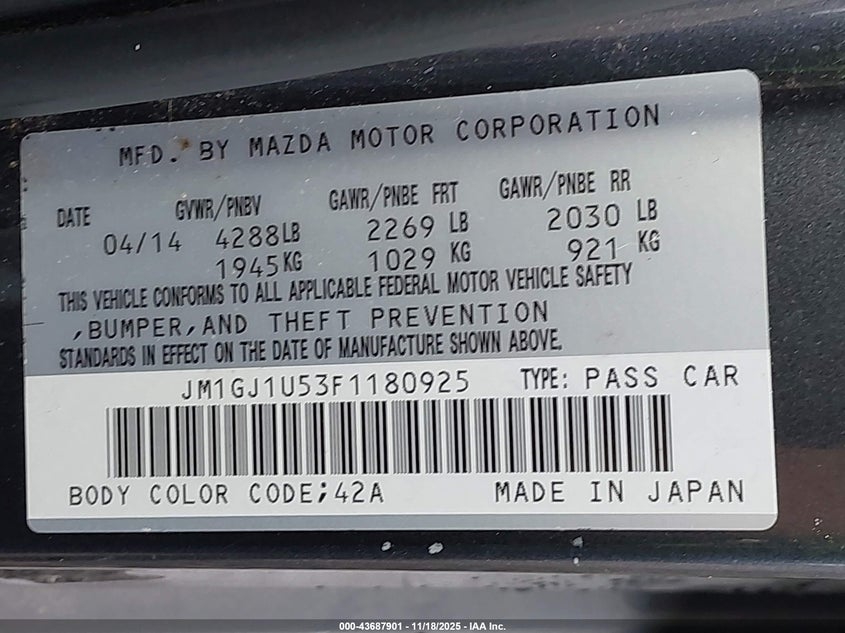 MFD. BY MAZDA MOTOR CORPORATION
DATE GVWR/PNBV GAWR/PNBE FRT GAWR/PNBE RR
04/14 4288LB 2269 LB 2030 LB
1945KG 1029 KG 921 KG
THIS VEHICLE CONFORMS TO ALL APPLICABLE FEDERAL MOTOR VEHICLE SAFETY
,BUMPER,AND THEFT PREVENTION
STANDARDS IN EFFECT ON THE DATE OF MANUFACTURE SHOWN ABOVE.
JM1GJ1U53F1180925 TYPE: PASS CAR
BODY COLOR CODE;42A MADE IN JAPAN
000-43687901 - 11/18/2025 - IAA Inc.